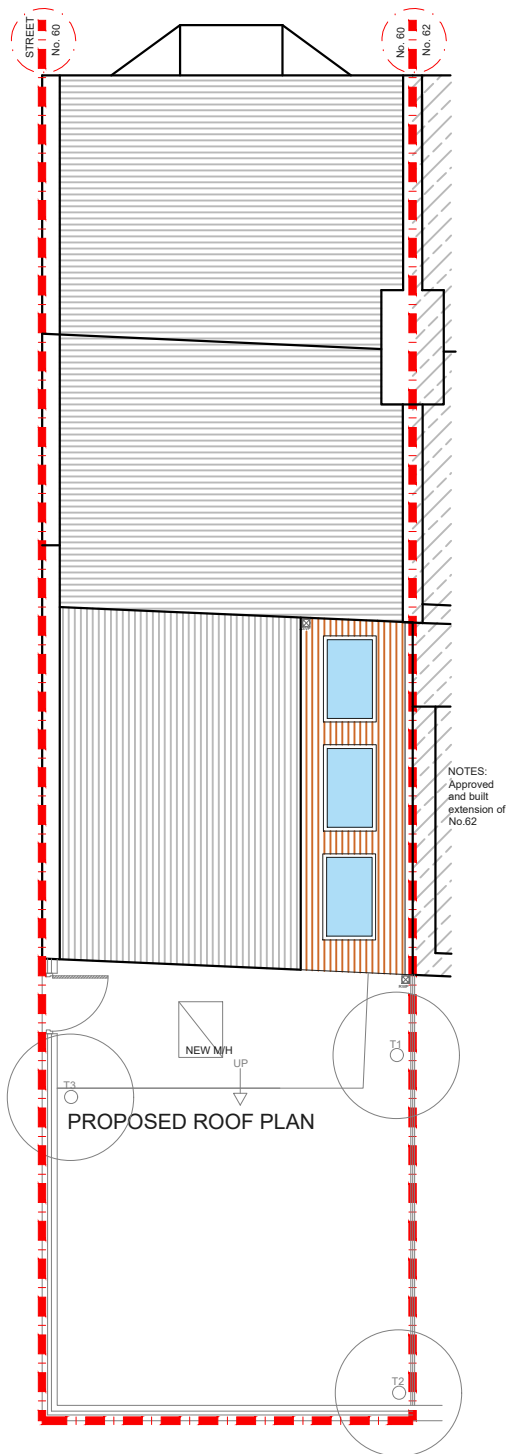 STREET
No. 60
No. 60
No. 62
NOTES:
Approved
and built
extension of
No.62
T1
NEW M/H
UP
T3
PROPOSED ROOF PLAN
T2